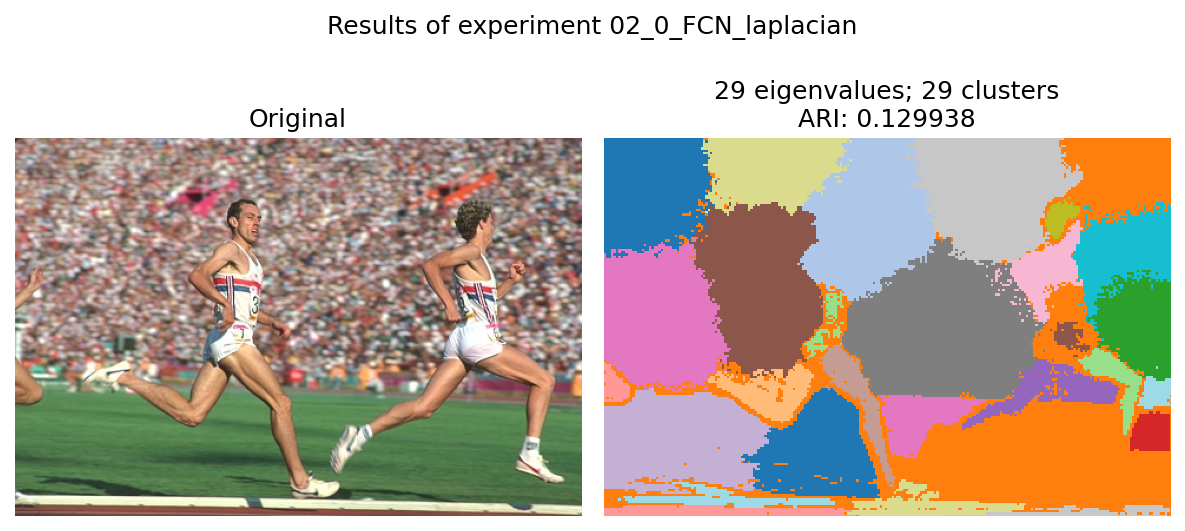 Results of experiment 02_0_FCN_laplacian
Original
29 eigenvalues; 29 clusters
ARI: 0.129938